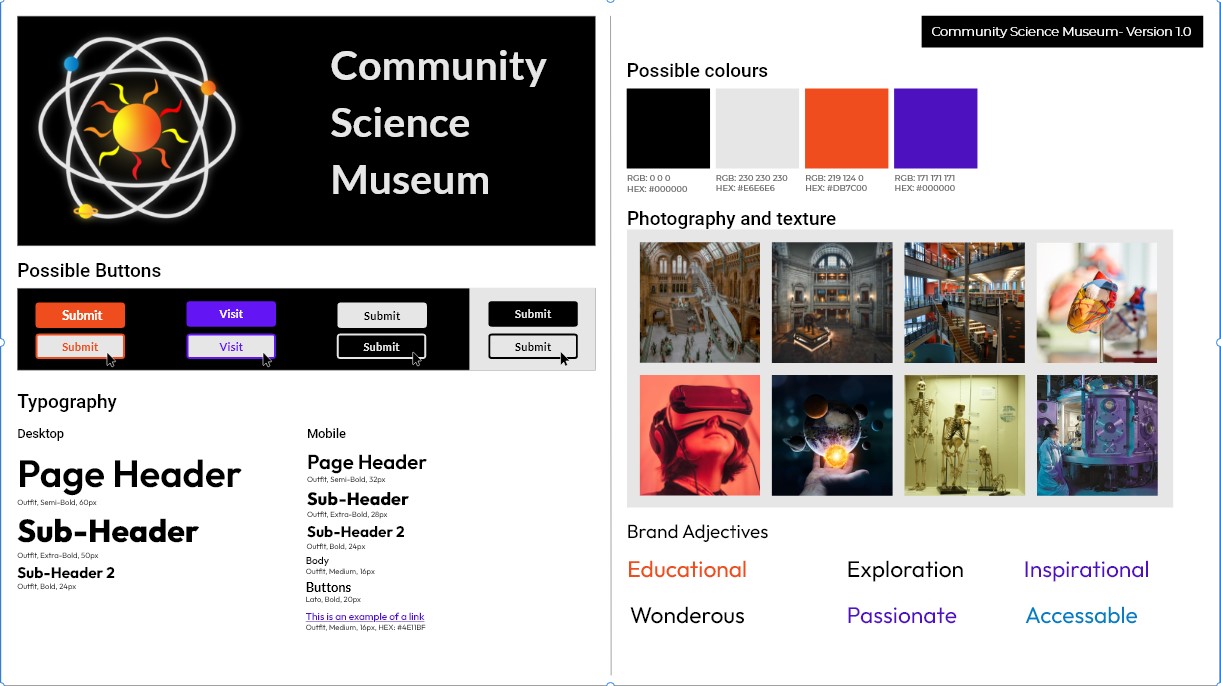 Community
Science
Museum
Possible Buttons
Submit
Visit
Submit
Submit
Submit
Visit
Submit
Submit
Typography
Desktop
Page Header
Outfit, Semi-Bold, 60px
Sub-Header
Outfit, Extra-Bold, 50px
Sub-Header 2
Outfit, Bold, 24px
Mobile
Page Header
Outfit, Semi-Bold, 32px
Sub-Header
Outfit, Extra-Bold, 28px
Sub-Header 2
Outfit, Bold, 24px
Body
Outfit, Medium, 16px
Buttons
Lato, Bold, 20px
This is an example of a link
Outfit, Medium, 16px, HEX: #4E11BF
Community Science Museum- Version 1.0
Possible colours
RGB: 0 0 0
HEX: #000000
RGB: 230 230 230
HEX: #E6E6E6
RGB: 219 124 0
HEX: #DB7C00
RGB: 171 171 171
HEX: #000000
Photography and texture
Brand Adjectives
Educational
Exploration
Inspirational
Wonderous
Passionate
Accessable